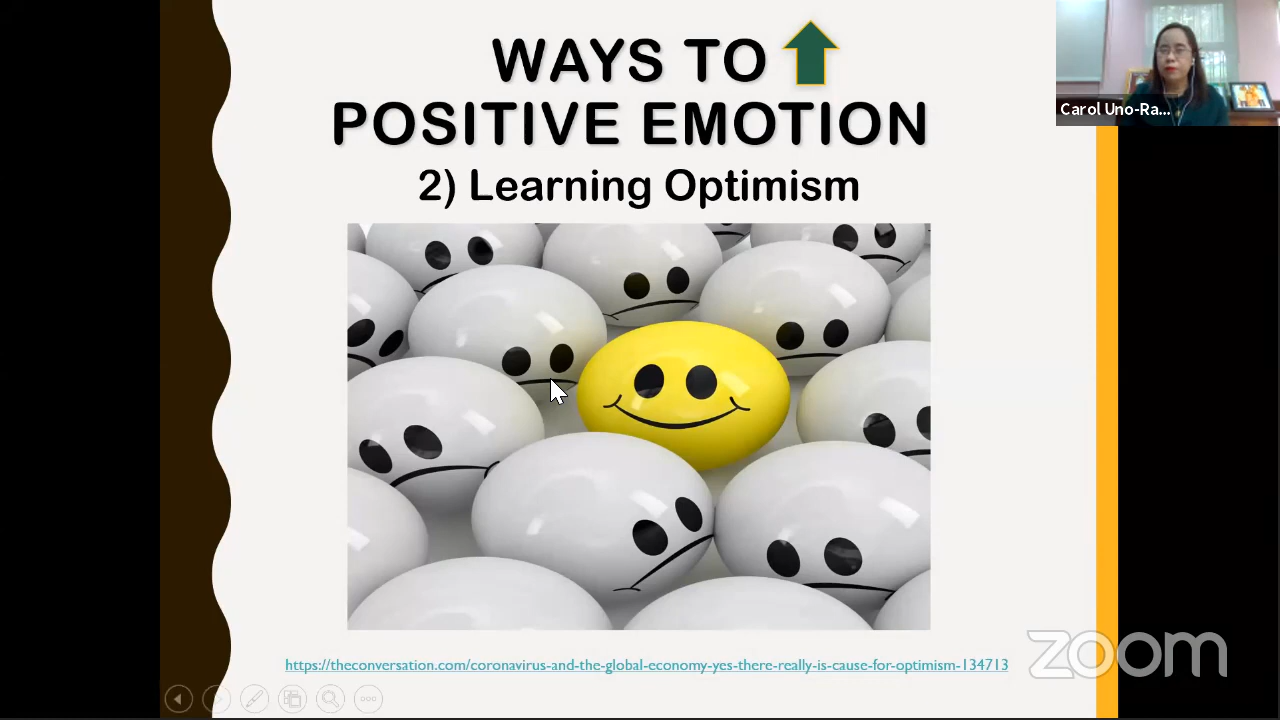 WAYS TO
POSITIVE EMOTION
2) Learning Optimism
Carol Uno-Ra...
https://theconversation.com/coronavirus-and-the-global-economy-yes-there-really-is-cause-for-optimism-134713
zoom